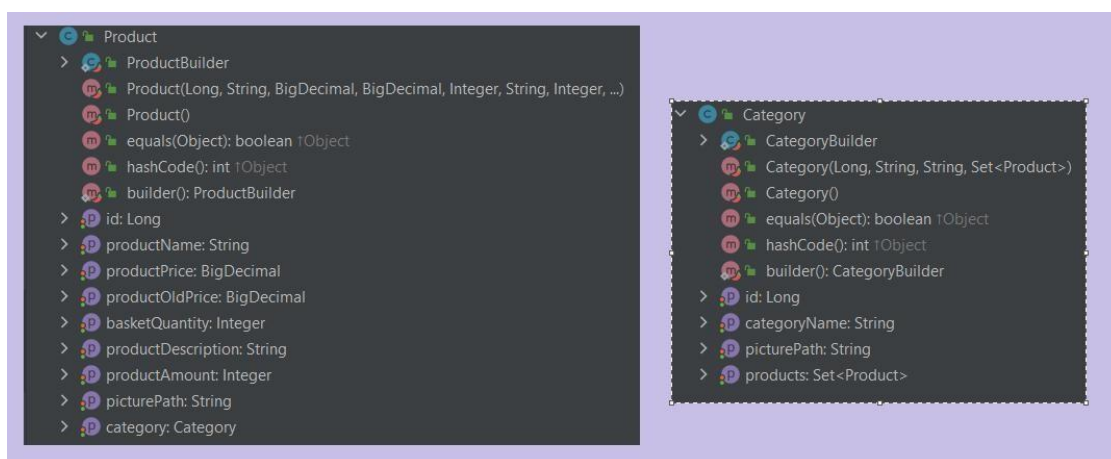 Product
ProductBuilder
Product(Long, String, BigDecimal, BigDecimal, Integer, String, Integer, ...)
Product()
equals(Object): boolean ↑Object
hashCode(): int ↑Object
builder(): ProductBuilder
id: Long
productName: String
productPrice: BigDecimal
productOldPrice: BigDecimal
basketQuantity: Integer
productDescription: String
productAmount: Integer
picturePath: String
category: Category
Category
CategoryBuilder
Category(Long, String, String, Set<Product>)
Category()
equals(Object): boolean ↑Object
hashCode(): int ↑Object
builder(): CategoryBuilder
id: Long
categoryName: String
picturePath: String
products: Set<Product>